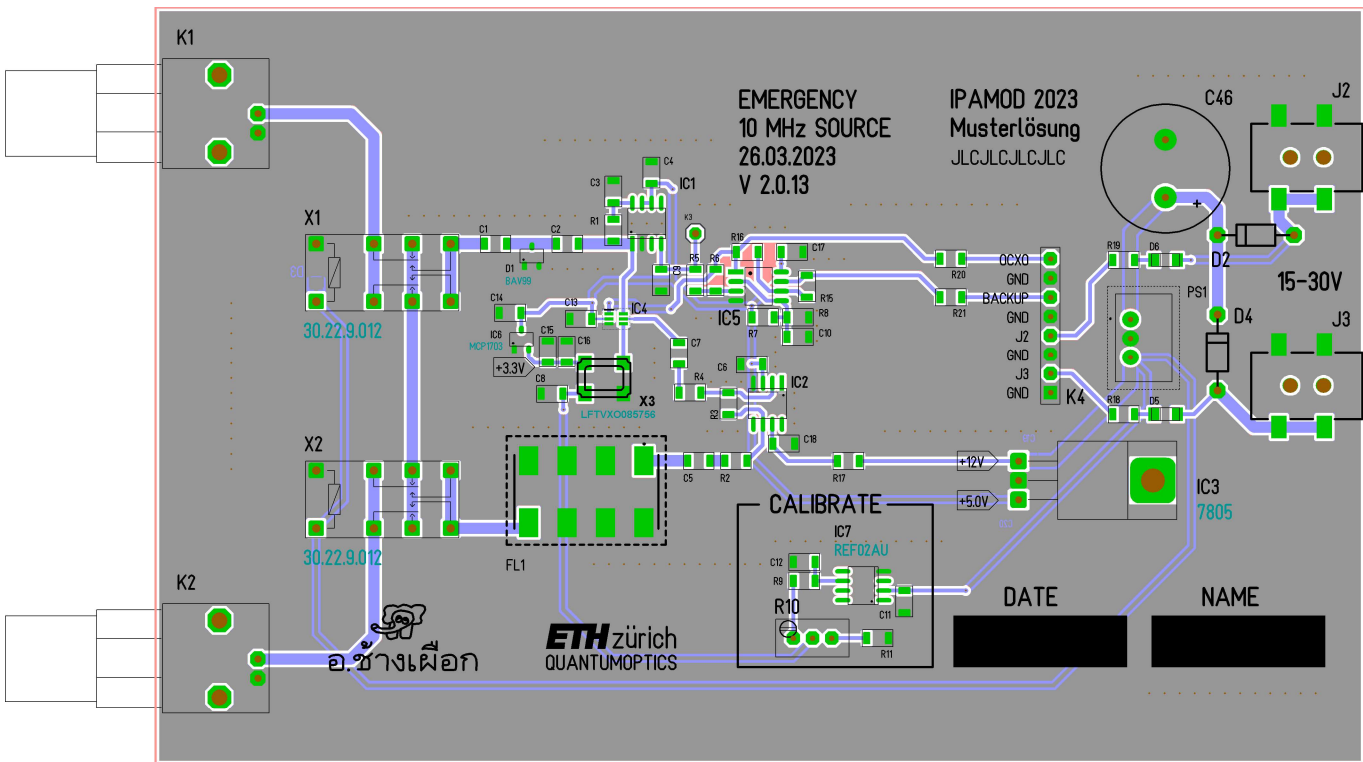 K1
EMERGENCY
10 MHz SOURCE
26.03.2023
V 2.0.13
IPAMOD 2023
Musterlösung
JLCJLCJLCJLC
C46
J2
C4
C3
IC1
R1
K3
X1
C1
C2
D1
BAV99
C9
R5
R6
R16
C17
OCXO
GND
BACKUP
GND
J2
GND
J3
GND
R20
R21
R19
D6
D2
PS1
15-30V
30.22.9.012
C14
C13
IC4
IC5
R7
R15
R8
C10
IC6
MCP1703
C15
C16
+3.3V
C8
X3
LFTVXO085756
C7
R4
C6
IC2
R3
K4
R18
D5
D4
J3
X2
30.22.9.012
C5
R2
C18
R17
+12V
+5.0V
IC3
7805
FL1
CALIBRATE
IC7
REF02AU
C12
R9
R10
C11
R11
DATE
NAME
K2
อ.ช้างเผือก
ETH zürich
QUANTUMOPTICS